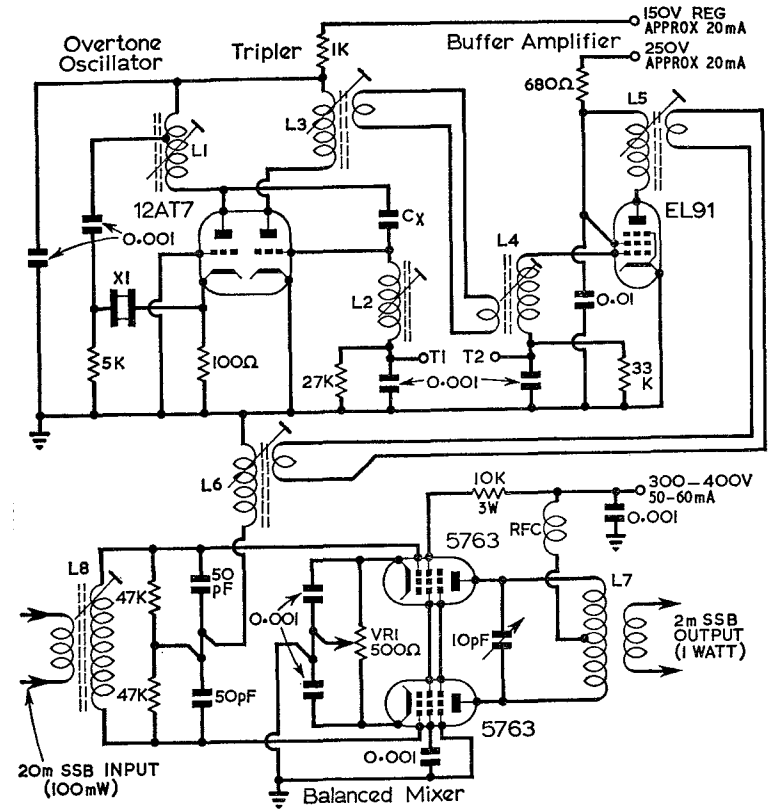 150V REG
APPROX 20mA
Overtone
Oscillator
Tripler
1K
Buffer Amplifier
250V
APPROX 20mA
680Ω
L5
L3
L1
12AT7
EL91
CX
0.001
L4
X1
L2
0.01
5K
100Ω
27K
T1
T2
0.001
33
K
L6
10K
3W
300-400V
50-60mA
RFC
0.001
5763
L8
50
pF
47K
L7
0.001
VR1
500Ω
10pF
2m SSB
OUTPUT
(1 WATT)
47K
50pF
5763
0.001
20m SSB INPUT
(100mW)
Balanced Mixer